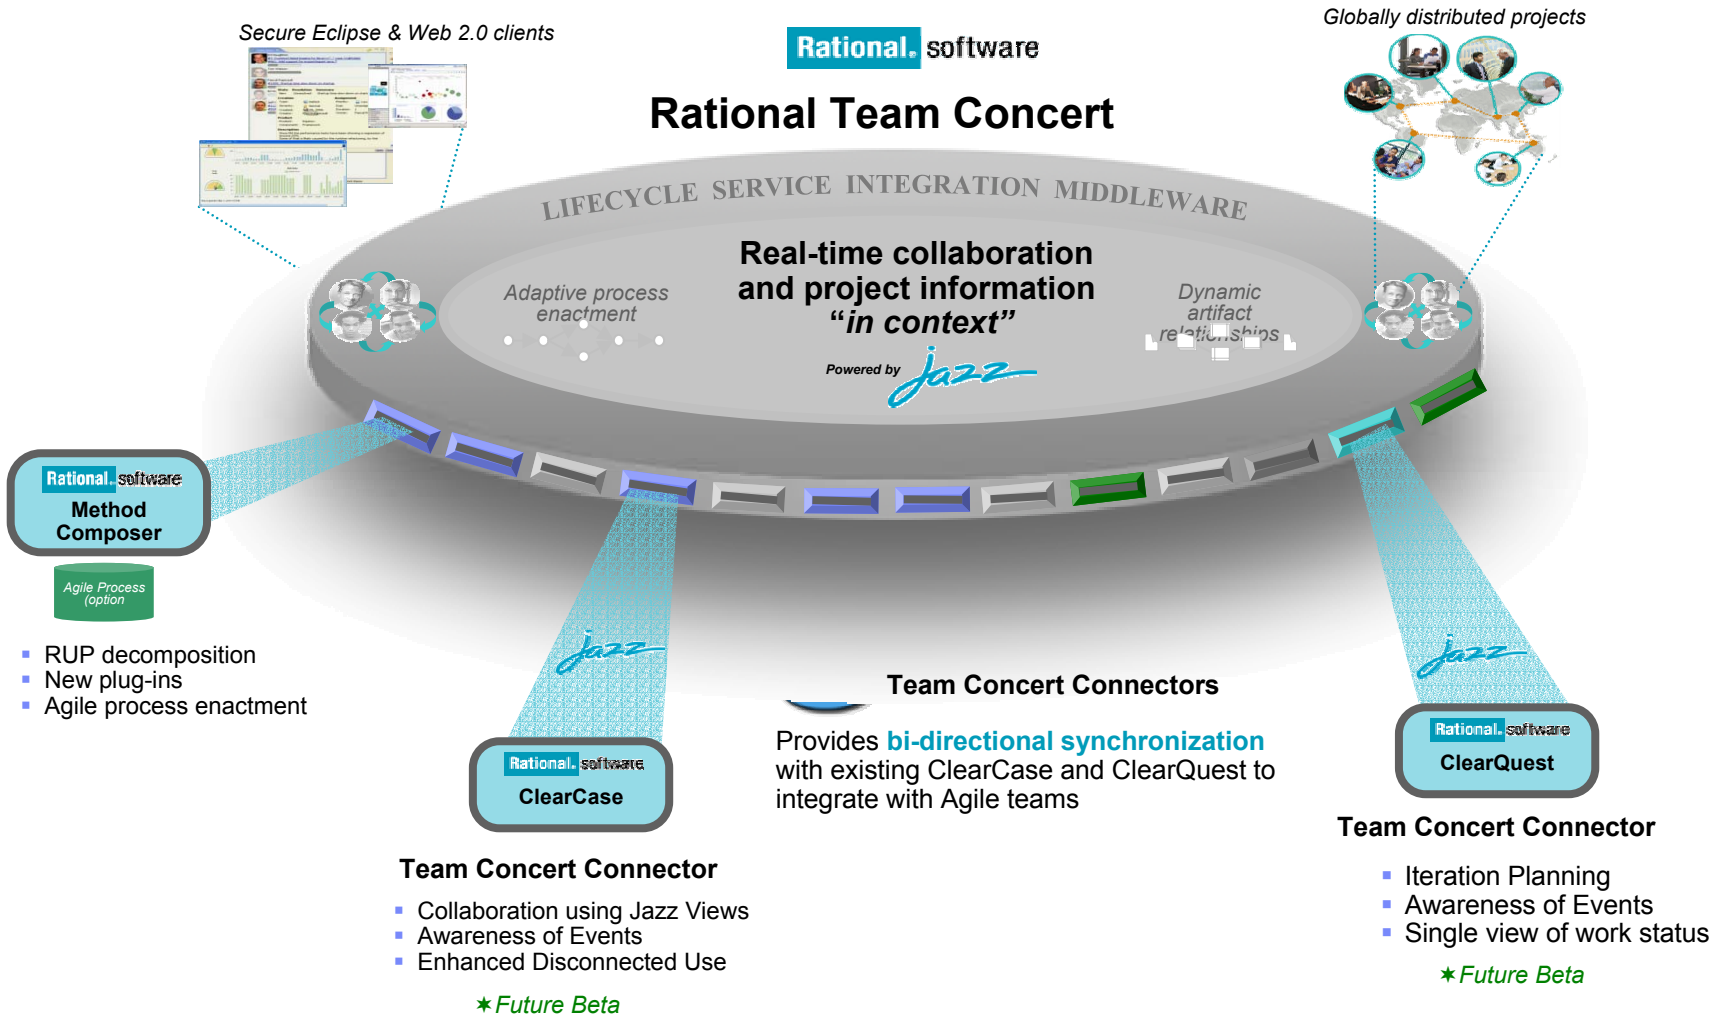 Secure Eclipse & Web 2.0 clients
Rational. software
Globally distributed projects
Rational Team Concert
LIFECYCLE SERVICE INTEGRATION MIDDLEWARE
Real-time collaboration
and project information
“in context”
Adaptive process
enactment
Dynamic
artifact
relationships
Powered by
jazz
Rational. software
Method
Composer
Agile Process
(option
RUP decomposition
New plug-ins
Agile process enactment
jazz
Rational. software
ClearCase
Team Concert Connector
Collaboration using Jazz Views
Awareness of Events
Enhanced Disconnected Use
Future Beta
Team Concert Connectors
Provides bi-directional synchronization
with existing ClearCase and ClearQuest to
integrate with Agile teams
jazz
Rational. software
ClearQuest
Team Concert Connector
Iteration Planning
Awareness of Events
Single view of work status
Future Beta